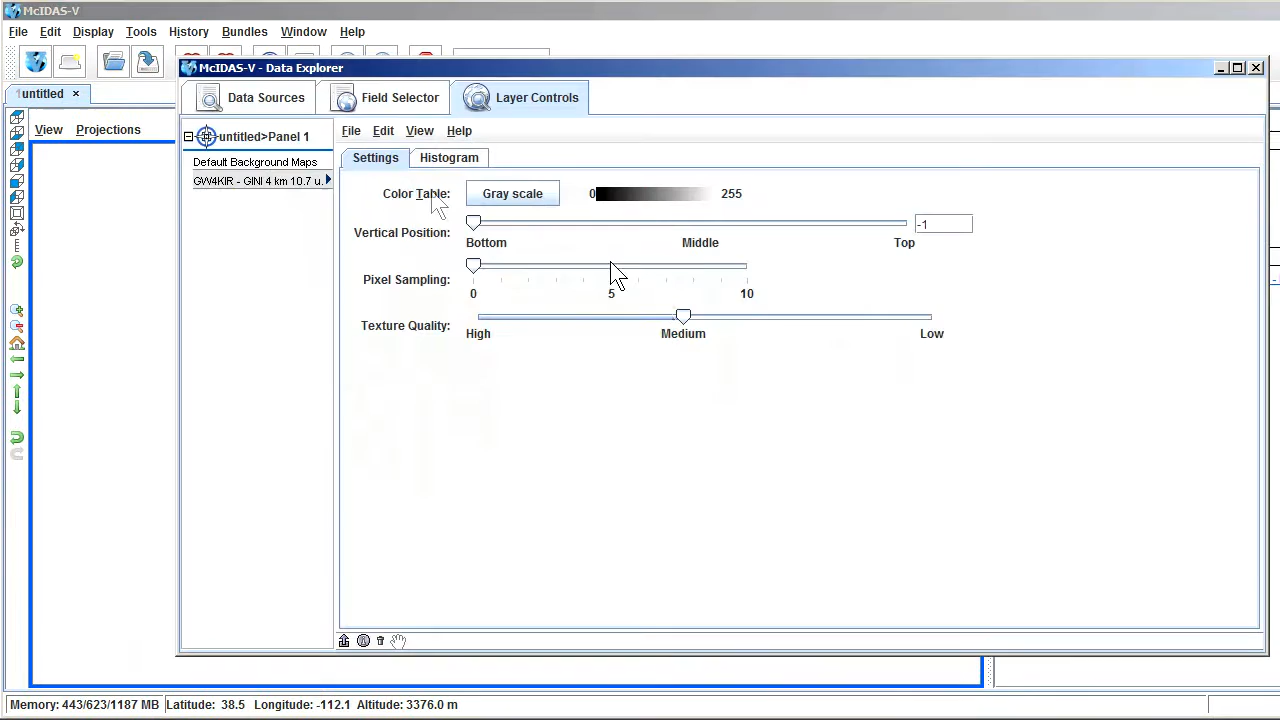 McIDAS-V
File Edit Display Tools History Bundles Window Help
McIDAS-V - Data Explorer
1untitled ×
Data Sources Field Selector Layer Controls
View Projections
untitled>Panel 1
File Edit View Help
Default Background Maps
GW4KIR - GINI 4 km 10.7 u.
Settings Histogram
Color Table: Gray scale 0 255
Vertical Position: -1
Bottom Middle Top
Pixel Sampling:
0 5 10
Texture Quality:
High Medium Low
Memory: 443/623/1187 MB Latitude: 38.5 Longitude: -112.1 Altitude: 3376.0 m